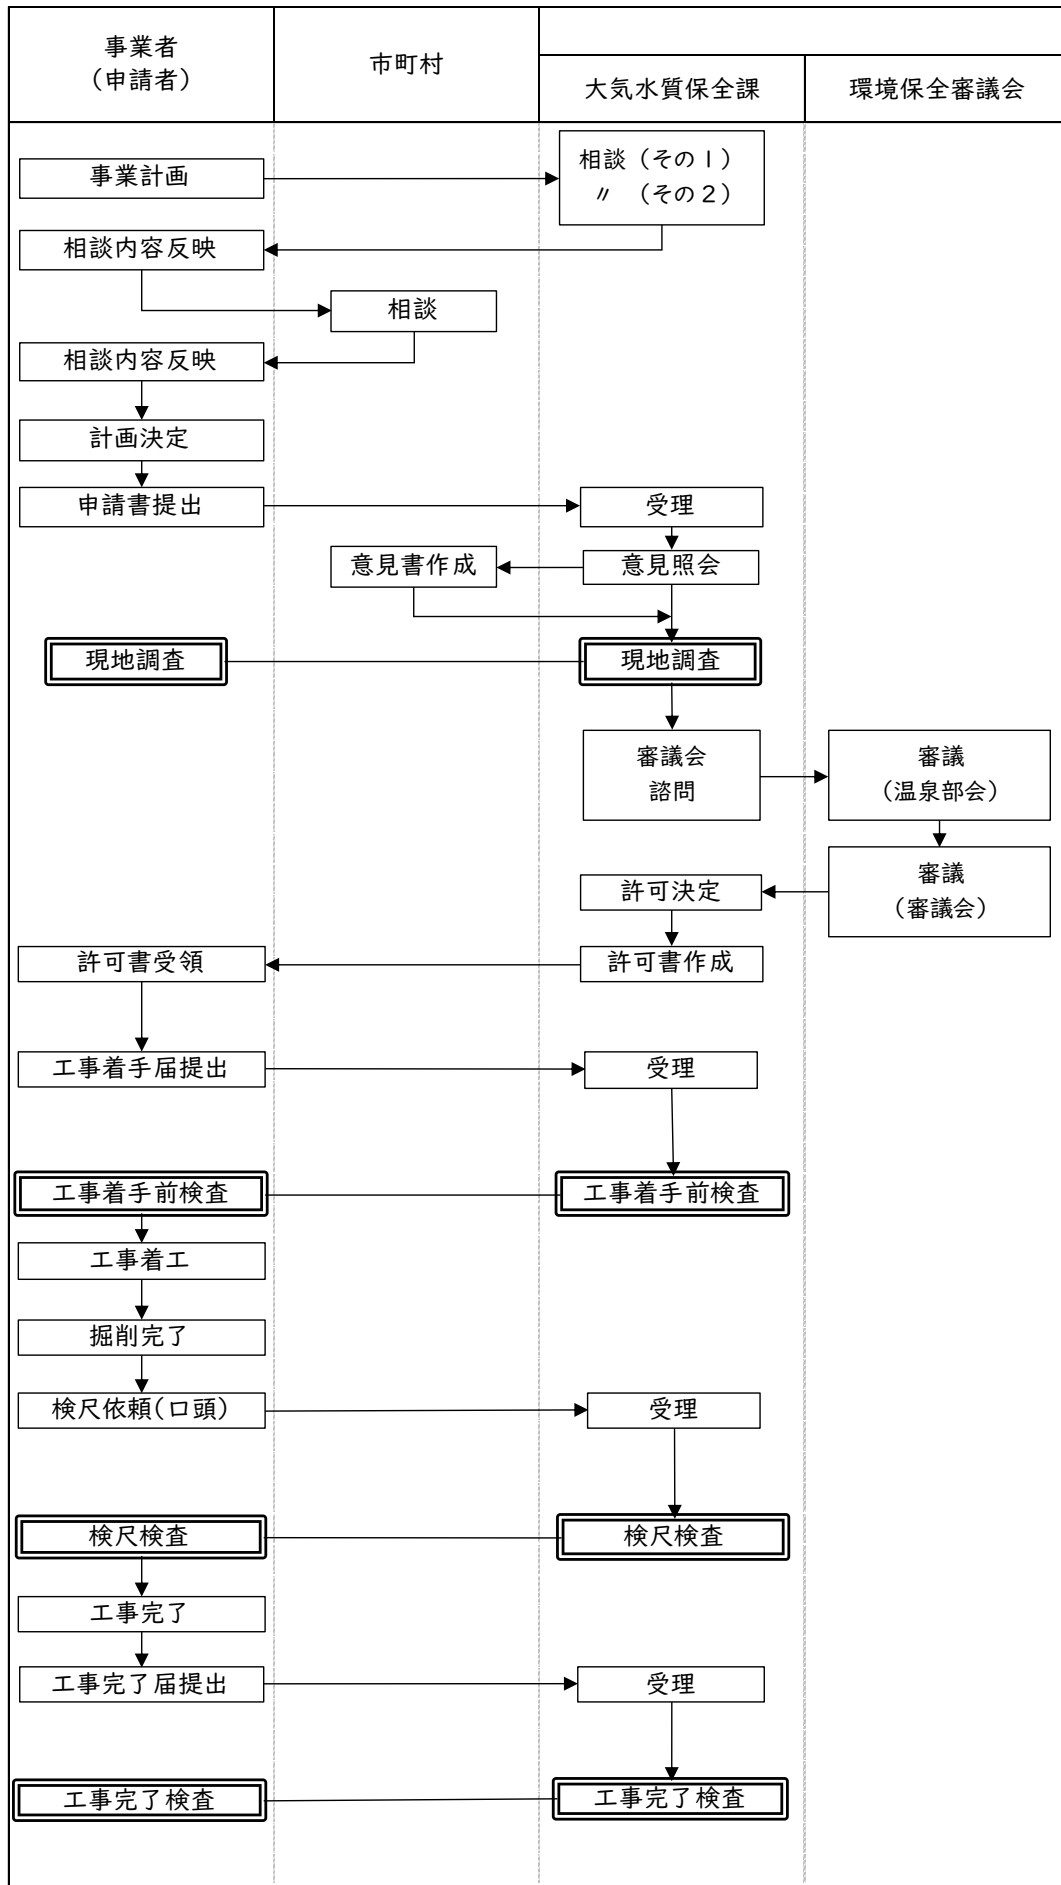 事業者
（申請者）
市町村
大気水質保全課
環境保全審議会
事業計画
相談（その１）
〃　（その２）
相談内容反映
相談
相談内容反映
計画決定
申請書提出
受理
意見書作成
意見照会
現地調査
現地調査
審議会
諮問
審議
（温泉部会）
審議
（審議会）
許可決定
許可書受領
許可書作成
工事着手届提出
受理
工事着手前検査
工事着手前検査
工事着工
掘削完了
検尺依頼(口頭)
受理
検尺検査
検尺検査
工事完了
工事完了届提出
受理
工事完了検査
工事完了検査